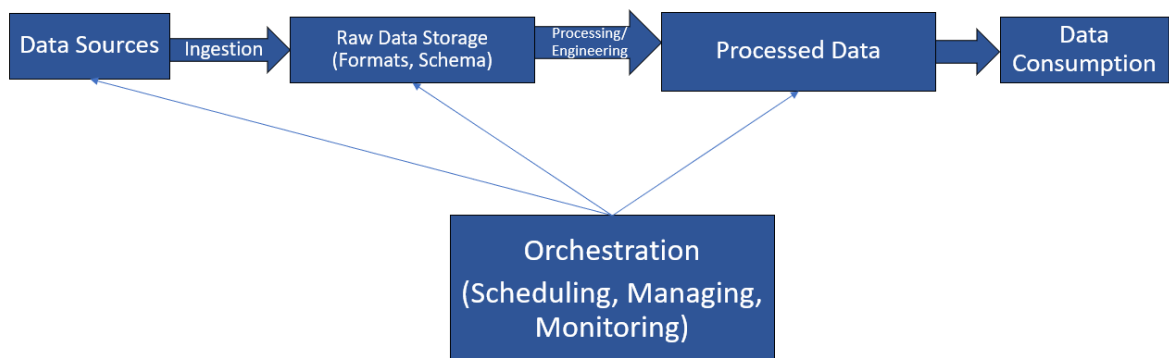 Data Sources
Ingestion
Raw Data Storage
(Formats, Schema)
Processing/
Engineering
Processed Data
Data
Consumption
Orchestration
(Scheduling, Managing,
Monitoring)